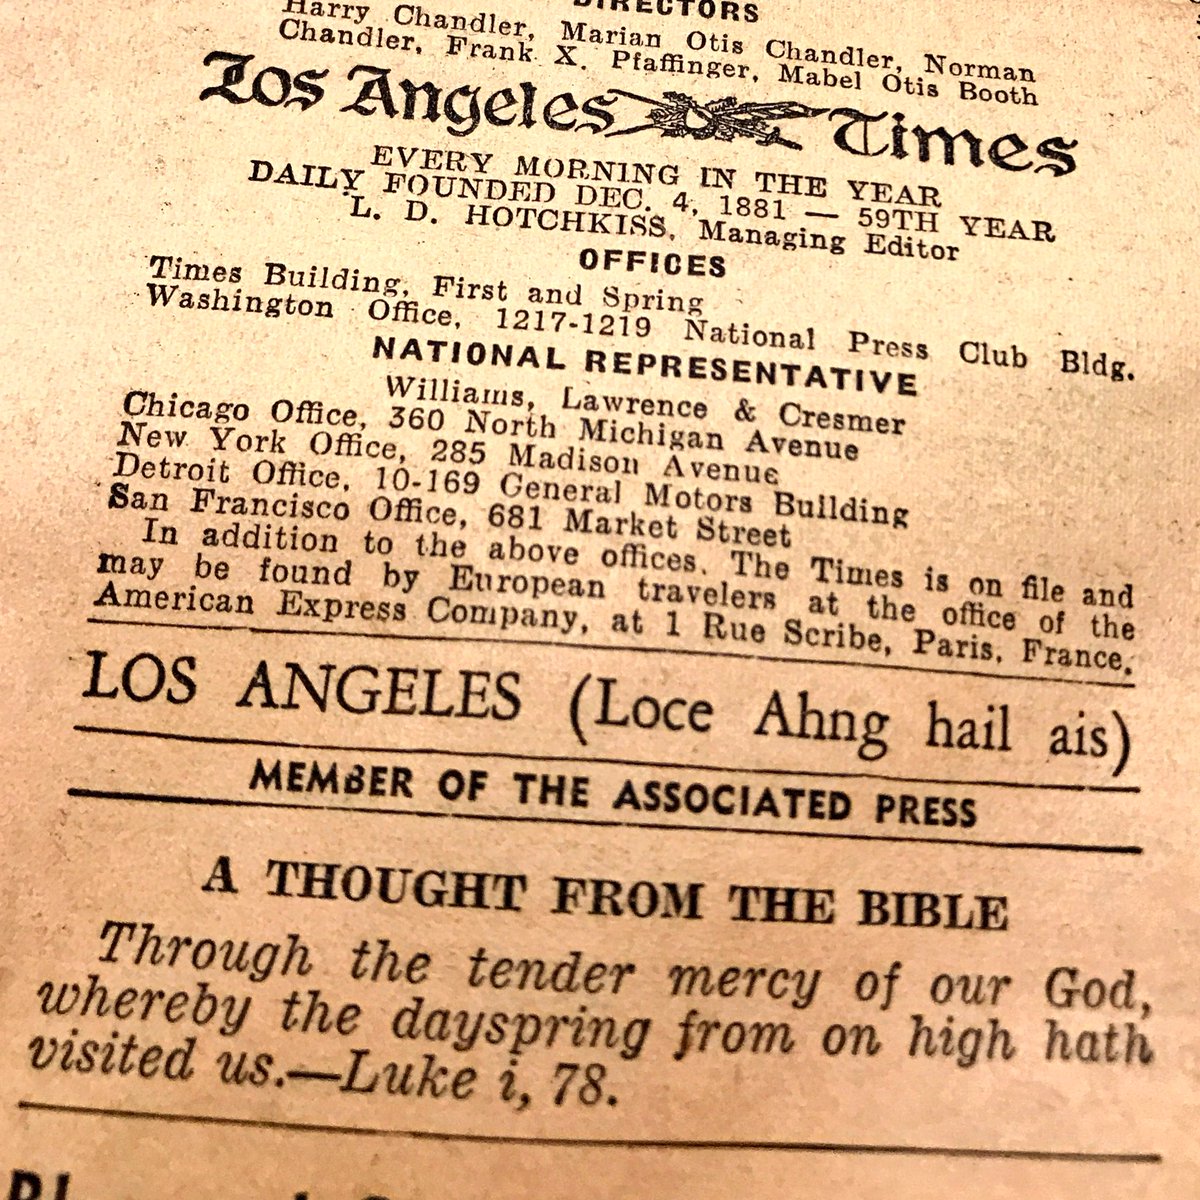 DIRECTORS
Harry Chandler, Marian Otis Chandler, Norman
Chandler, Frank X. Pfaffinger, Mabel Otis Booth
Los Angeles Times
EVERY MORNING IN THE YEAR
DAILY FOUNDED DEC. 4, 1881 — 59TH YEAR
L. D. HOTCHKISS, Managing Editor
OFFICES
Times Building, First and Spring
Washington Office, 1217-1219 National Press Club Bldg.
NATIONAL REPRESENTATIVE
Williams, Lawrence & Cresmer
Chicago Office, 360 North Michigan Avenue
New York Office, 285 Madison Avenue
Detroit Office, 10-169 General Motors Building
San Francisco Office, 681 Market Street
In addition to the above offices, The Times is on file and
may be found by European travelers at the office of the
American Express Company, at 1 Rue Scribe, Paris, France.
LOS ANGELES (Loce Ahng hail ais)
MEMBER OF THE ASSOCIATED PRESS
A THOUGHT FROM THE BIBLE
Through the tender mercy of our God,
whereby the dayspring from on high hath
visited us.—Luke i, 78.